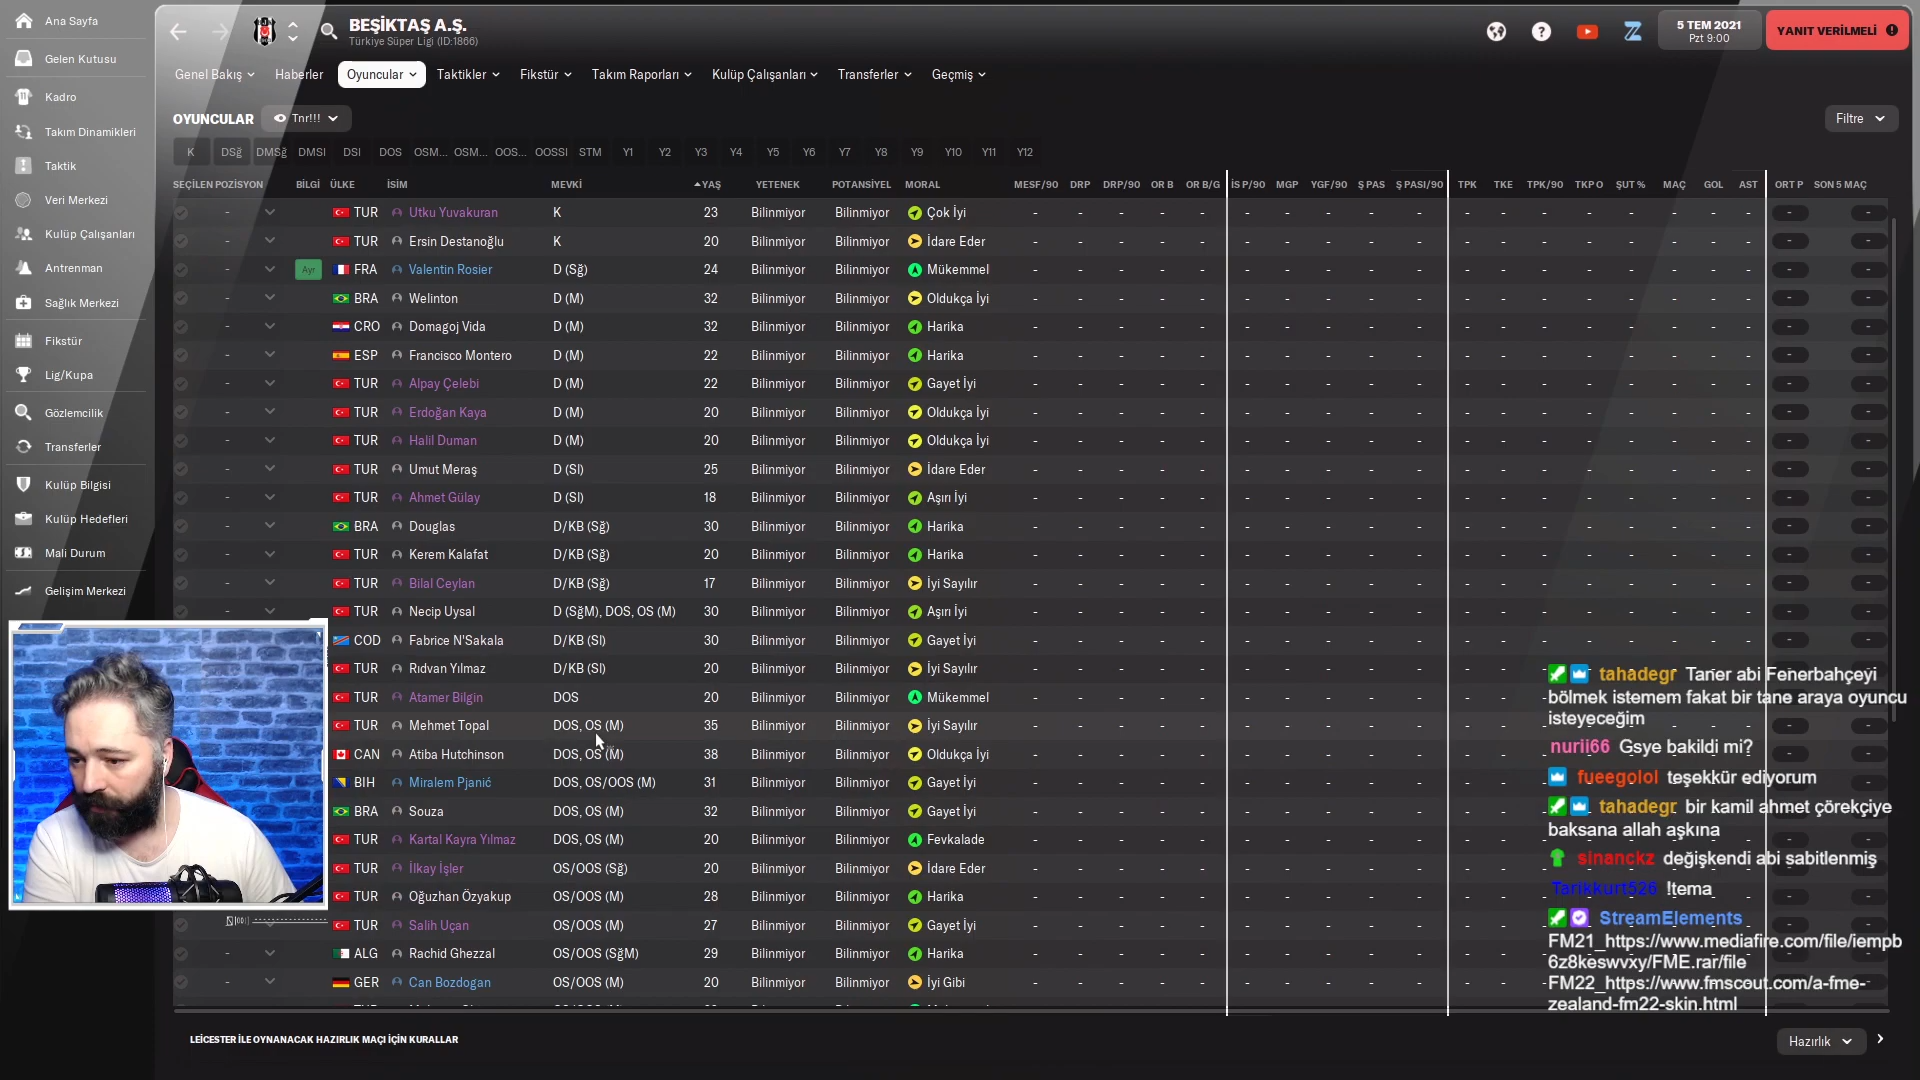 Ana Sayfa
Gelen Kutusu
Kadro
Takım Dinamikleri
Taktik
Veri Merkezi
Kulüp Çalışanları
Antrenman
Sağlık Merkezi
Fikstür
Lig/Kupa
Gözlemcilik
Transferler
Kulüp Bilgisi
Kulüp Hedefleri
Mali Durum
Gelişim Merkezi
BEŞİKTAŞ A.Ş.
Türkiye Süper Ligi (ID:1866)
5 TEM 2021
Pzt 9:00
YANIT VERİLMELİ
Genel Bakış Haberler Oyuncular Taktikler Fikstür Takım Raporları Kulüp Çalışanları Transferler Geçmiş
OYUNCULAR Tnr!!! Filtre
K DSğ DMSğ DMSl DSl DOS OSM... OSM... OOS... OOSSl STM Y1 Y2 Y3 Y4 Y5 Y6 Y7 Y8 Y9 Y10 Y11 Y12
SEÇİLEN POZİSYON BİLGİ ÜLKE İSİM MEVKİ YAŞ YETENEK POTANSİYEL MORAL MESF/90 DRP DRP/90 OR B OR B/G İS P/90 MGP YGF/90 Ş PAS Ş PASI/90 TPK TKE TPK/90 TKP O ŞUT % MAÇ GOL AST ORT P SON 5 MAÇ
- TUR Utku Yuvakuran K 23 Bilinmiyor Bilinmiyor Çok İyi - - - - - - - - - - - - - - - - - - - -
- TUR Ersin Destanoğlu K 20 Bilinmiyor Bilinmiyor İdare Eder - - - - - - - - - - - - - - - - - - - -
- Ayr FRA Valentin Rosier D (Sğ) 24 Bilinmiyor Bilinmiyor Mükemmel - - - - - - - - - - - - - - - - - - - -
- BRA Welinton D (M) 32 Bilinmiyor Bilinmiyor Oldukça İyi - - - - - - - - - - - - - - - - - - - -
- CRO Domagoj Vida D (M) 32 Bilinmiyor Bilinmiyor Harika - - - - - - - - - - - - - - - - - - - -
- ESP Francisco Montero D (M) 22 Bilinmiyor Bilinmiyor Harika - - - - - - - - - - - - - - - - - - - -
- TUR Alpay Çelebi D (M) 22 Bilinmiyor Bilinmiyor Gayet İyi - - - - - - - - - - - - - - - - - - - -
- TUR Erdoğan Kaya D (M) 20 Bilinmiyor Bilinmiyor Oldukça İyi - - - - - - - - - - - - - - - - - - - -
- TUR Halil Duman D (M) 20 Bilinmiyor Bilinmiyor Oldukça İyi - - - - - - - - - - - - - - - - - - - -
- TUR Umut Meraş D (Sl) 25 Bilinmiyor Bilinmiyor İdare Eder - - - - - - - - - - - - - - - - - - - -
- TUR Ahmet Gülay D (Sl) 18 Bilinmiyor Bilinmiyor Aşırı İyi - - - - - - - - - - - - - - - - - - - -
- BRA Douglas D/KB (Sğ) 30 Bilinmiyor Bilinmiyor Harika - - - - - - - - - - - - - - - - - - - -
- TUR Kerem Kalafat D/KB (Sğ) 20 Bilinmiyor Bilinmiyor Harika - - - - - - - - - - - - - - - - - - - -
- TUR Bilal Ceylan D/KB (Sğ) 17 Bilinmiyor Bilinmiyor İyi Sayılır - - - - - - - - - - - - - - - - - - - -
- TUR Necip Uysal D (SğM), DOS, OS (M) 30 Bilinmiyor Bilinmiyor Aşırı İyi - - - - - - - - - - - - - - - - - - - -
COD Fabrice N'Sakala D/KB (Sl) 30 Bilinmiyor Bilinmiyor Gayet İyi - - - - - - - - - - - - - - - - - - - -
TUR Rıdvan Yılmaz D/KB (Sl) 20 Bilinmiyor Bilinmiyor İyi Sayılır
TUR Atamer Bilgin DOS 20 Bilinmiyor Bilinmiyor Mükemmel
TUR Mehmet Topal DOS, OS (M) 35 Bilinmiyor Bilinmiyor İyi Sayılır
CAN Atiba Hutchinson DOS, OS (M) 38 Bilinmiyor Bilinmiyor Oldukça İyi
BIH Miralem Pjanić DOS, OS/OOS (M) 31 Bilinmiyor Bilinmiyor Gayet İyi
BRA Souza DOS, OS (M) 32 Bilinmiyor Bilinmiyor Gayet İyi
TUR Kartal Kayra Yılmaz DOS, OS (M) 20 Bilinmiyor Bilinmiyor Fevkalade
TUR İlkay İşler OS/OOS (Sğ) 20 Bilinmiyor Bilinmiyor İdare Eder
TUR Oğuzhan Özyakup OS/OOS (M) 28 Bilinmiyor Bilinmiyor Harika
TUR Salih Uçan OS/OOS (M) 27 Bilinmiyor Bilinmiyor Gayet İyi
- ALG Rachid Ghezzal OS/OOS (SğM) 29 Bilinmiyor Bilinmiyor Harika
- GER Can Bozdogan OS/OOS (M) 20 Bilinmiyor Bilinmiyor İyi Gibi
tahadegr Taner abi Fenerbahçeyi
bölmek istemem fakat bir tane araya oyuncu
isteyeceğim
nurii66 Gsye bakildi mi?
fueegolol teşekkür ediyorum
tahadegr bir kamil ahmet çörekçiye
baksana allah aşkına
sinanckz değişkendi abi sabitlenmiş
Tarikkurt526 !tema
StreamElements
FM21_https://www.mediafire.com/file/iempb
6z8keswvxy/FME.rar/file
FM22_https://www.fmscout.com/a-fme-
zealand-fm22-skin.html
LEİCESTER İLE OYNANACAK HAZIRLIK MAÇI İÇİN KURALLAR
Hazırlık